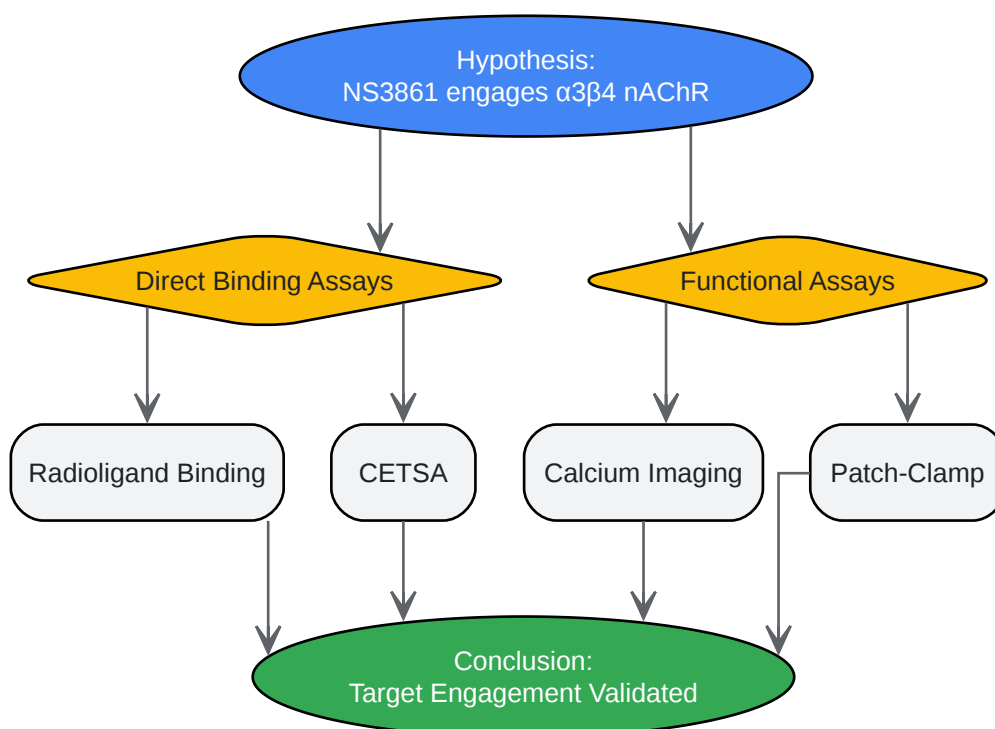 Hypothesis:
NS3861 engages α3β4 nAChR
Direct Binding Assays
Functional Assays
Radioligand Binding
CETSA
Calcium Imaging
Patch-Clamp
Conclusion:
Target Engagement Validated